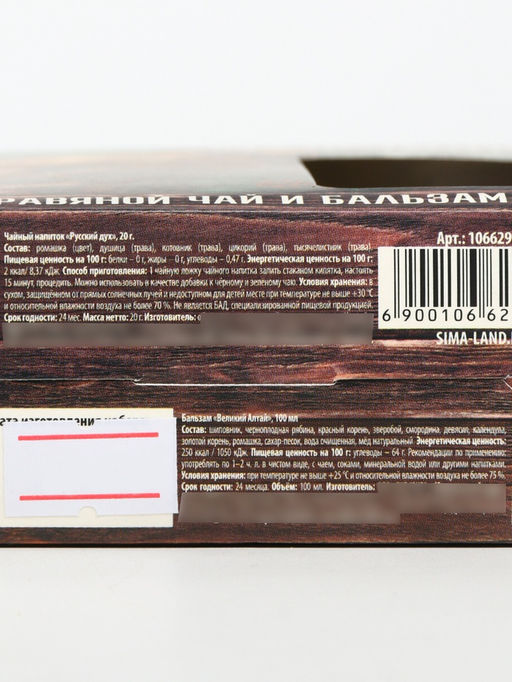 РАВЯНОЙ ЧАЙ И БАЛЬЗАМ
Чайный напиток «Русский дух», 20 г.
Состав: ромашка (цвет), душица (трава), котовник (трава), цикорий (трава), тысячелистник (трава).
Пищевая ценность на 100 г: белки – 0 г, жиры – 0 г, углеводы – 0,47 г. Энергетическая ценность на 100 г:
2 ккал/ 8,37 кДж. Способ приготовления: 1 чайную ложку чайного напитка залить стаканом кипятка, настоять
15 минут, процедить. Можно использовать в качестве добавки к чёрному и зелёному чаю. Условия хранения: в
сухом, защищённом от прямых солнечных лучей и недоступном для детей месте при температуре не выше +30 °С
и относительной влажности воздуха не более 70 %. Не является БАД, специализированной пищевой продукцией.
Срок годности: 24 мес. Масса нетто: 20 г. Изготовитель:
Арт.: 106629
6 900106 62
SIMA-LAND.
та изготовления набора
Бальзам «Великий Алтай», 100 мл
Состав: шиповник, черноплодная рябина, красный корень, зверобой, смородина, девясил, календула,
золотой корень, ромашка, сахар-песок, вода очищенная, мёд натуральный. Энергетическая ценность:
250 ккал / 1050 кДж. Пищевая ценность на 100 г: углеводы – 64 г. Рекомендации по применению:
употреблять по 1–2 ч. л. в чистом виде, с чаем, соками, минеральной водой или другими напитками.
Условия хранения: при температуре не выше +25 °С и относительной влажности воздуха не более 75 %.
Срок годности: 24 месяца. Объём: 100 мл. Изготовитель: